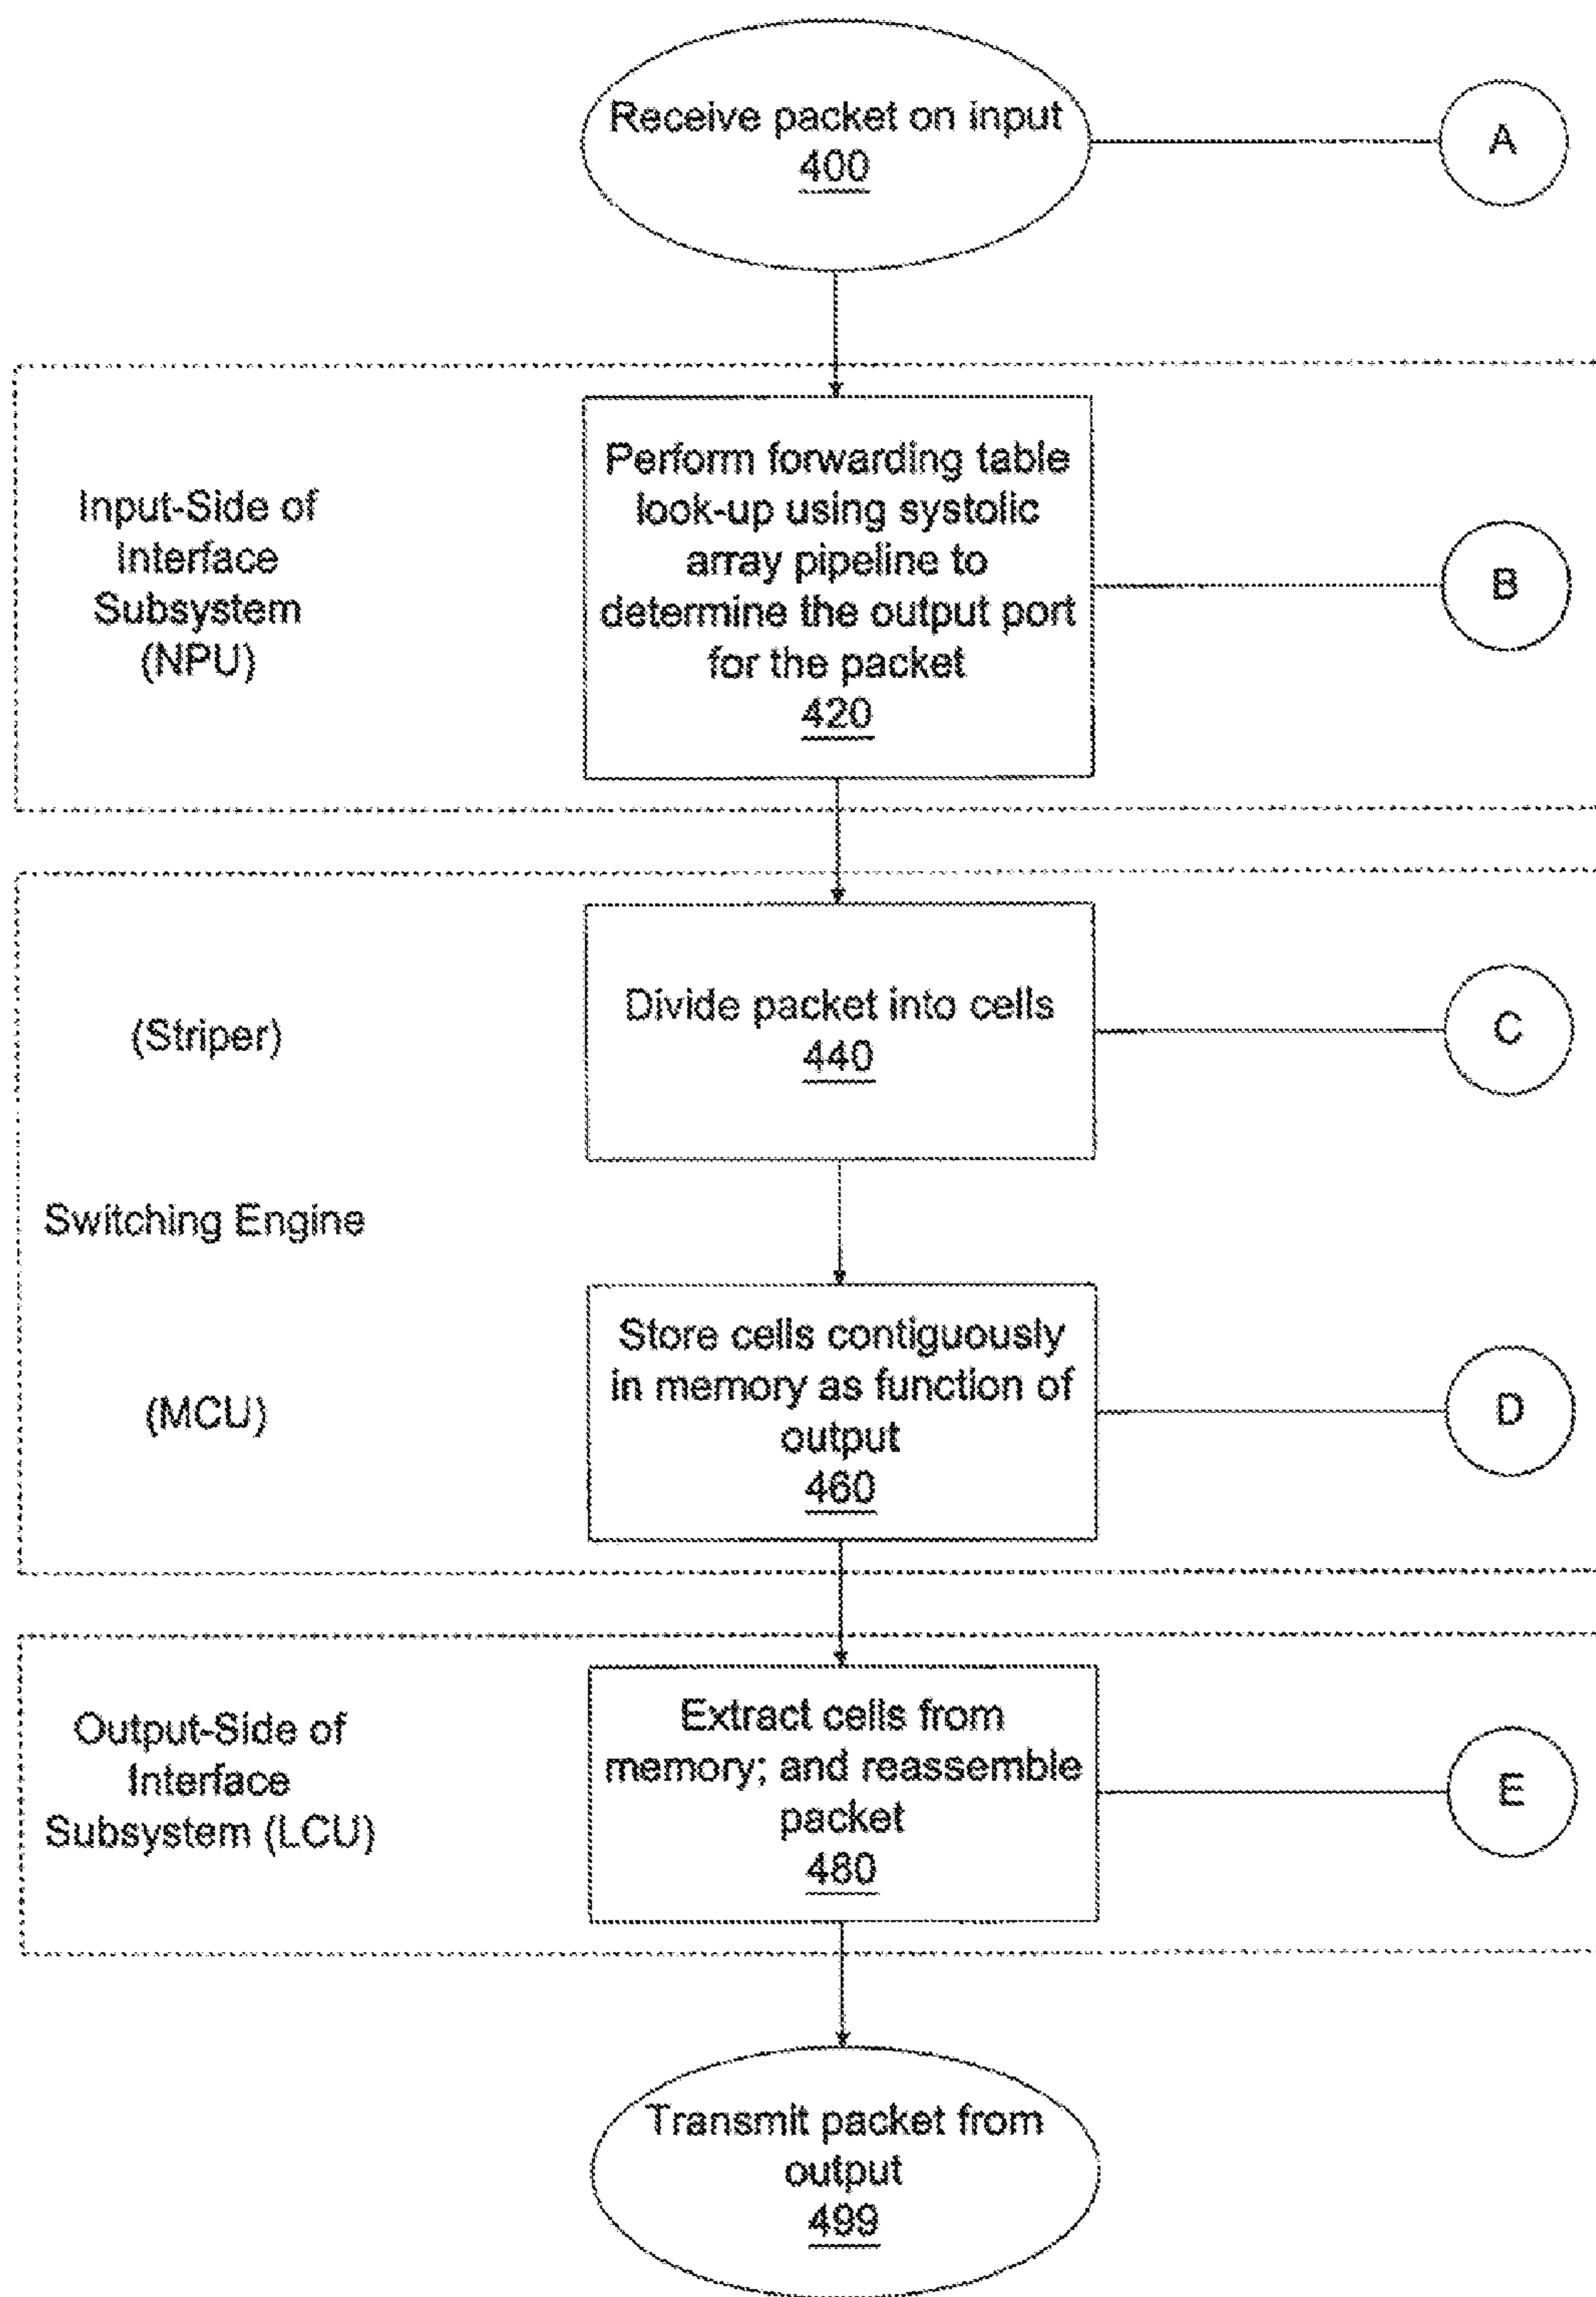 Receive packet on input
400
A
Input-Side of
Interface
Subsystem
(NPU)
Perform forwarding table
look-up using systolic
array pipeline to
determine the output port
for the packet
420
B
(Striper)
Divide packet into cells
440
C
Switching Engine
(MCU)
Store cells contiguously
in memory as function of
output
460
D
Output-Side of
Interface
Subsystem (LCU)
Extract cells from
memory; and reassemble
packet
480
E
Transmit packet from
output
499